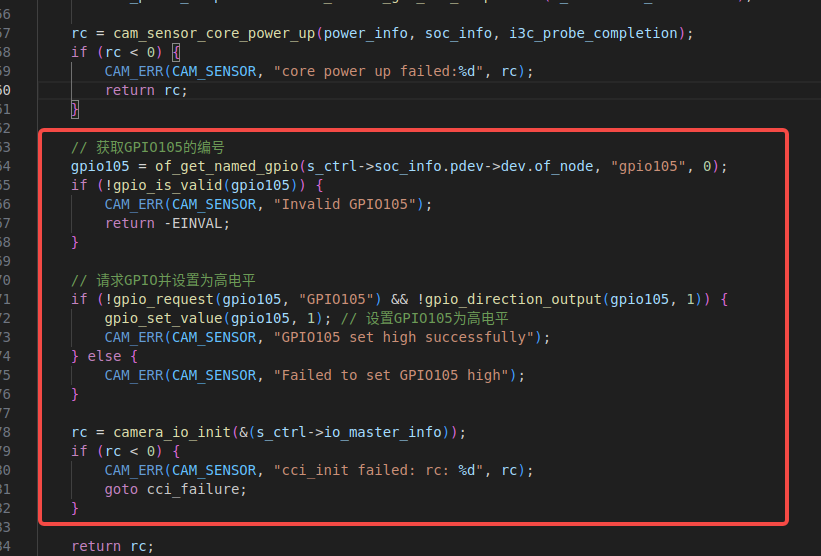 56
57 rc = cam_sensor_core_power_up(power_info, soc_info, i3c_probe_completion);
58 if (rc < 0) {
59 CAM_ERR(CAM_SENSOR, "core power up failed:%d", rc);
60 return rc;
61 }
62
63 // 获取GPIO105的编号
64 gpio105 = of_get_named_gpio(s_ctrl->soc_info.pdev->dev.of_node, "gpio105", 0);
65 if (!gpio_is_valid(gpio105)) {
66 CAM_ERR(CAM_SENSOR, "Invalid GPIO105");
67 return -EINVAL;
68 }
69
70 // 请求GPIO并设置为高电平
71 if (!gpio_request(gpio105, "GPIO105") && !gpio_direction_output(gpio105, 1)) {
72 gpio_set_value(gpio105, 1); // 设置GPIO105为高电平
73 CAM_ERR(CAM_SENSOR, "GPIO105 set high successfully");
74 } else {
75 CAM_ERR(CAM_SENSOR, "Failed to set GPIO105 high");
76 }
77
78 rc = camera_io_init(&(s_ctrl->io_master_info));
79 if (rc < 0) {
80 CAM_ERR(CAM_SENSOR, "cci_init failed: rc: %d", rc);
81 goto cci_failure;
82 }
83
84 return rc;